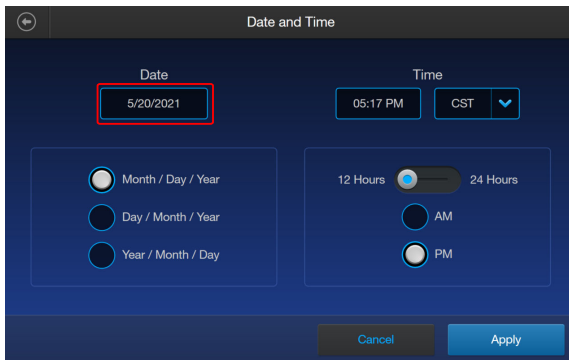 Date and Time
Date
5/20/2021
Time
05:17 PM
CST
Month / Day / Year
Day / Month / Year
Year / Month / Day
12 Hours
24 Hours
AM
PM
Cancel
Apply